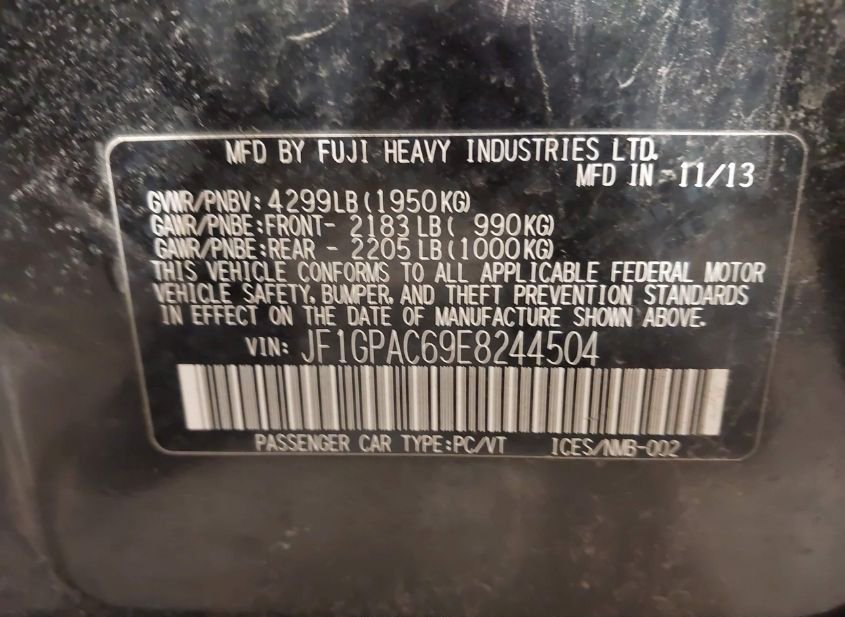 MFD BY FUJI HEAVY INDUSTRIES LTD.
MFD IN 11/13
GVWR/PNBV: 4299LB (1950KG)
GAWR/PNBE:FRONT- 2183 LB ( 990KG)
GAWR/PNBE:REAR - 2205 LB (1000KG)
THIS VEHICLE CONFORMS TO ALL APPLICABLE FEDERAL MOTOR
VEHICLE SAFETY, BUMPER, AND THEFT PREVENTION STANDARDS
IN EFFECT ON THE DATE OF MANUFACTURE SHOWN ABOVE.
VIN: JF1GPAC69E8244504
PASSENGER CAR TYPE:PC/VT ICES/NMB-002